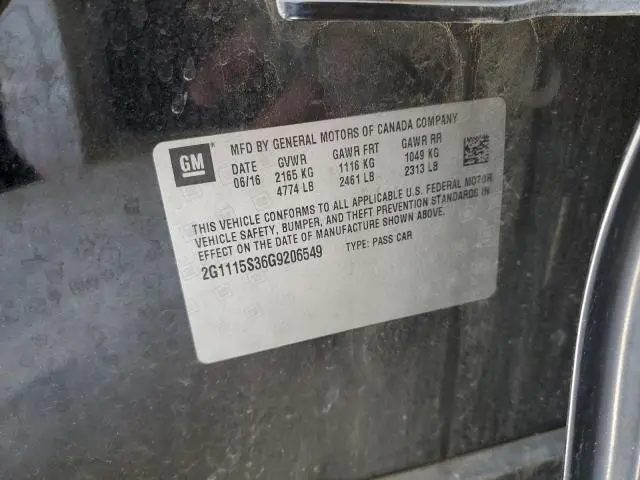 GM
MFD BY GENERAL MOTORS OF CANADA COMPANY
DATE GVWR GAWR FRT GAWR RR
06/16 2165 KG 1116 KG 1049 KG
4774 LB 2461 LB 2313 LB
THIS VEHICLE CONFORMS TO ALL APPLICABLE U.S. FEDERAL MOTOR
VEHICLE SAFETY, BUMPER, AND THEFT PREVENTION STANDARDS IN
EFFECT ON THE DATE OF MANUFACTURE SHOWN ABOVE.
2G1115S36G9206549 TYPE: PASS CAR